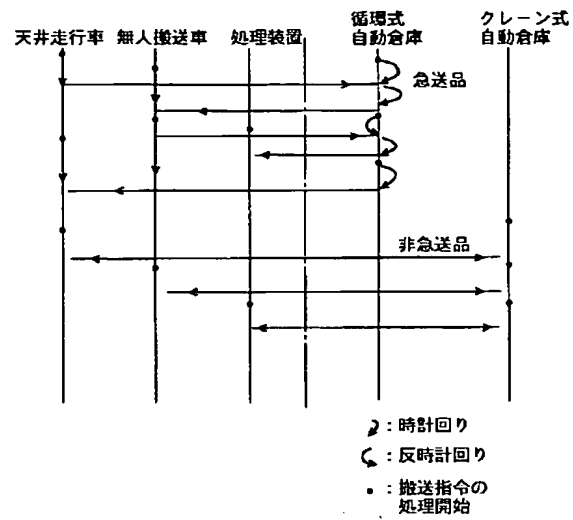 天井走行車
無人搬送車
処理装置
循環式
自動倉庫
クレーン式
自動倉庫
急送品
非急送品
：時計回り
：反時計回り
：搬送指令の
処理開始